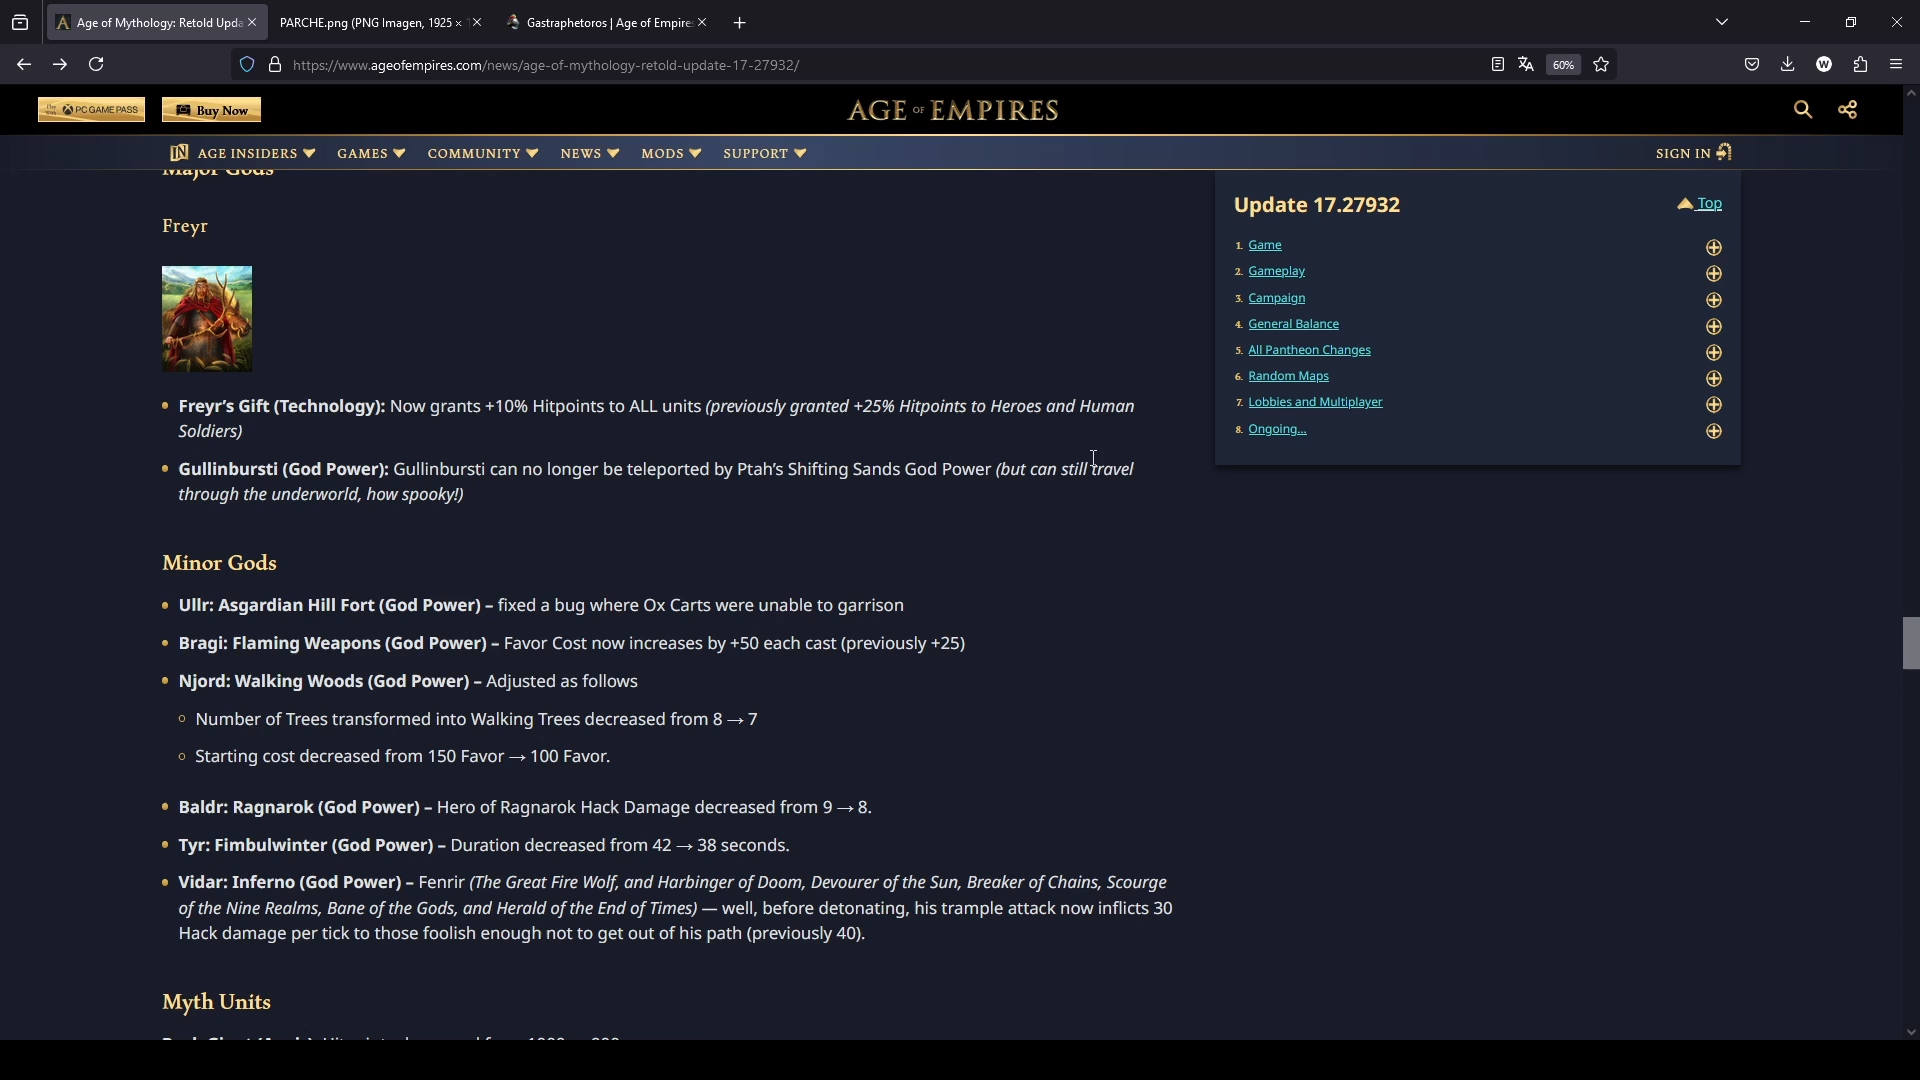 Age of Mythology: Retold Upda
PARCHE.png (PNG Imagen, 1925 ×
Gastraphetoros | Age of Empires
https://www.ageofempires.com/news/age-of-mythology-retold-update-17-27932/
60%
W
PC GAME PASS
Buy Now
AGE OF EMPIRES
AGE INSIDERS
GAMES
COMMUNITY
NEWS
MODS
SUPPORT
SIGN IN
Major Gods
Freyr
Freyr's Gift (Technology): Now grants +10% Hitpoints to ALL units (previously granted +25% Hitpoints to Heroes and Human
Soldiers)
Gullinbursti (God Power): Gullinbursti can no longer be teleported by Ptah's Shifting Sands God Power (but can still travel
through the underworld, how spooky!)
Minor Gods
Ullr: Asgardian Hill Fort (God Power) – fixed a bug where Ox Carts were unable to garrison
Bragi: Flaming Weapons (God Power) – Favor Cost now increases by +50 each cast (previously +25)
Njord: Walking Woods (God Power) – Adjusted as follows
Number of Trees transformed into Walking Trees decreased from 8 → 7
Starting cost decreased from 150 Favor → 100 Favor.
Baldr: Ragnarok (God Power) – Hero of Ragnarok Hack Damage decreased from 9 → 8.
Tyr: Fimbulwinter (God Power) – Duration decreased from 42 → 38 seconds.
Vidar: Inferno (God Power) – Fenrir (The Great Fire Wolf, and Harbinger of Doom, Devourer of the Sun, Breaker of Chains, Scourge
of the Nine Realms, Bane of the Gods, and Herald of the End of Times) — well, before detonating, his trample attack now inflicts 30
Hack damage per tick to those foolish enough not to get out of his path (previously 40).
Myth Units
Update 17.27932
Top
1. Game
2. Gameplay
3. Campaign
4. General Balance
5. All Pantheon Changes
6. Random Maps
7. Lobbies and Multiplayer
8. Ongoing...